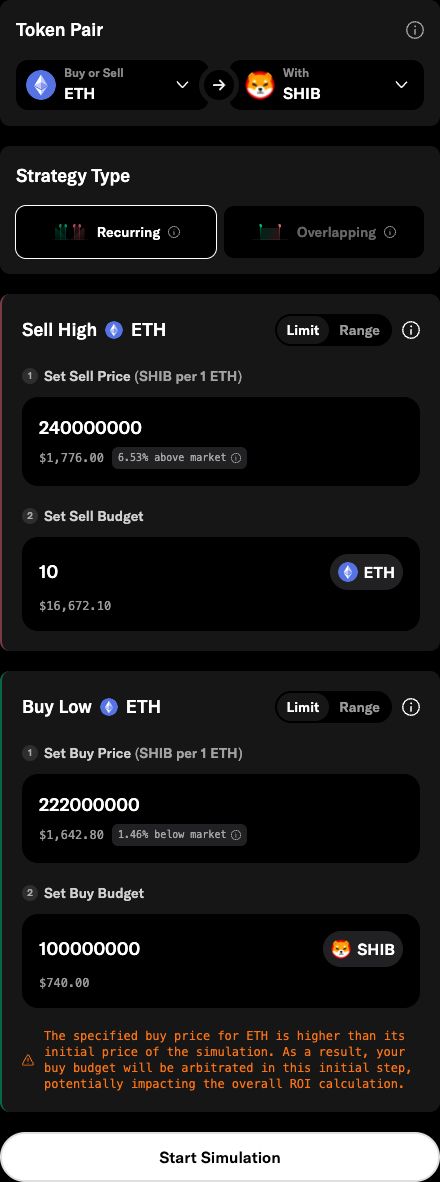 Token Pair
Buy or Sell
ETH
With
SHIB
Strategy Type
Recurring
Overlapping
Sell High ETH
Limit Range
1 Set Sell Price (SHIB per 1 ETH)
240000000
$1,776.00 6.53% above market
2 Set Sell Budget
10 ETH
$16,672.10
Buy Low ETH
Limit Range
1 Set Buy Price (SHIB per 1 ETH)
222000000
$1,642.80 1.46% below market
2 Set Buy Budget
100000000 SHIB
$740.00
The specified buy price for ETH is higher than its
initial price of the simulation. As a result, your
buy budget will be arbitrated in this initial step,
potentially impacting the overall ROI calculation.
Start Simulation